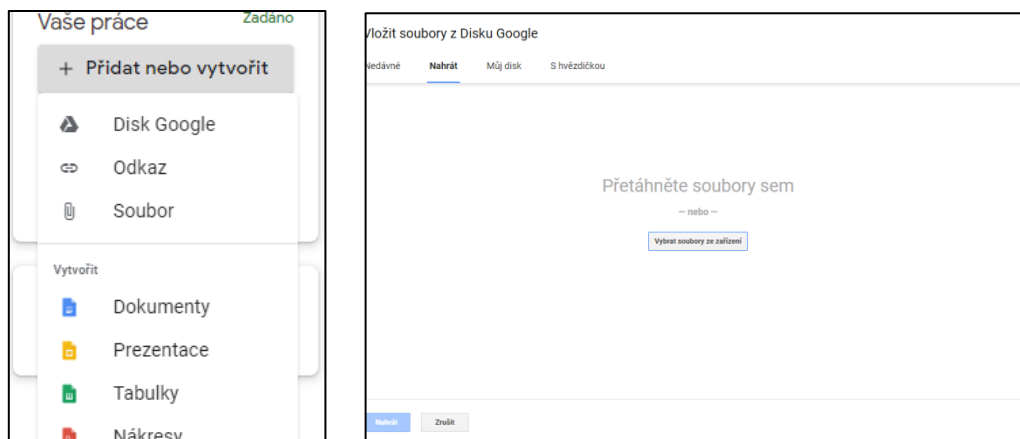 Vaše práce
Zadáno
+ Přidat nebo vytvořit
Disk Google
Odkaz
Soubor
Vytvořit
Dokumenty
Prezentace
Tabulky
Nákresy
Vložit soubory z Disku Google
Nedávné Nahrát Můj disk S hvězdičkou
Přetáhněte soubory sem
— nebo —
Vybrat soubory ze zařízení
Nahrát Zrušit